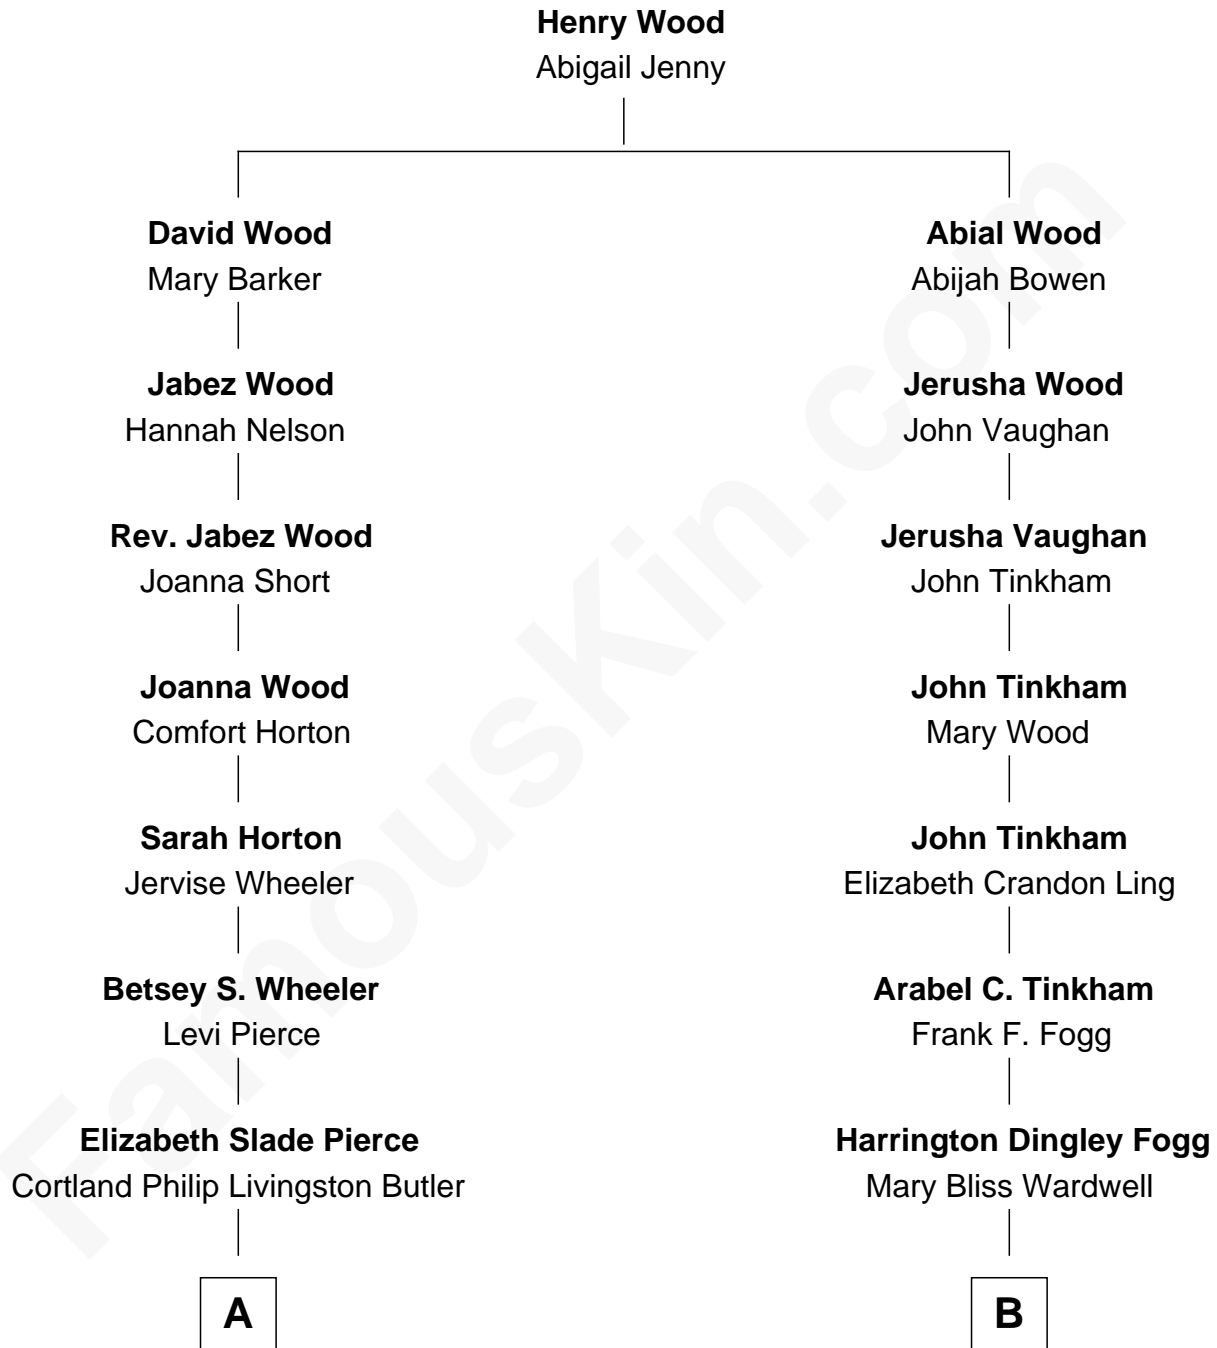 Henry Wood
Abigail Jenny
David Wood
Mary Barker
Jabez Wood
Hannah Nelson
Rev. Jabez Wood
Joanna Short
Joanna Wood
Comfort Horton
Sarah Horton
Jervise Wheeler
Betsey S. Wheeler
Levi Pierce
Elizabeth Slade Pierce
Cortland Philip Livingston Butler
A
Abial Wood
Abijah Bowen
Jerusha Wood
John Vaughan
Jerusha Vaughan
John Tinkham
John Tinkham
Mary Wood
John Tinkham
Elizabeth Crandon Ling
Arabel C. Tinkham
Frank F. Fogg
Harrington Dingley Fogg
Mary Bliss Wardwell
B
FamousKin.com